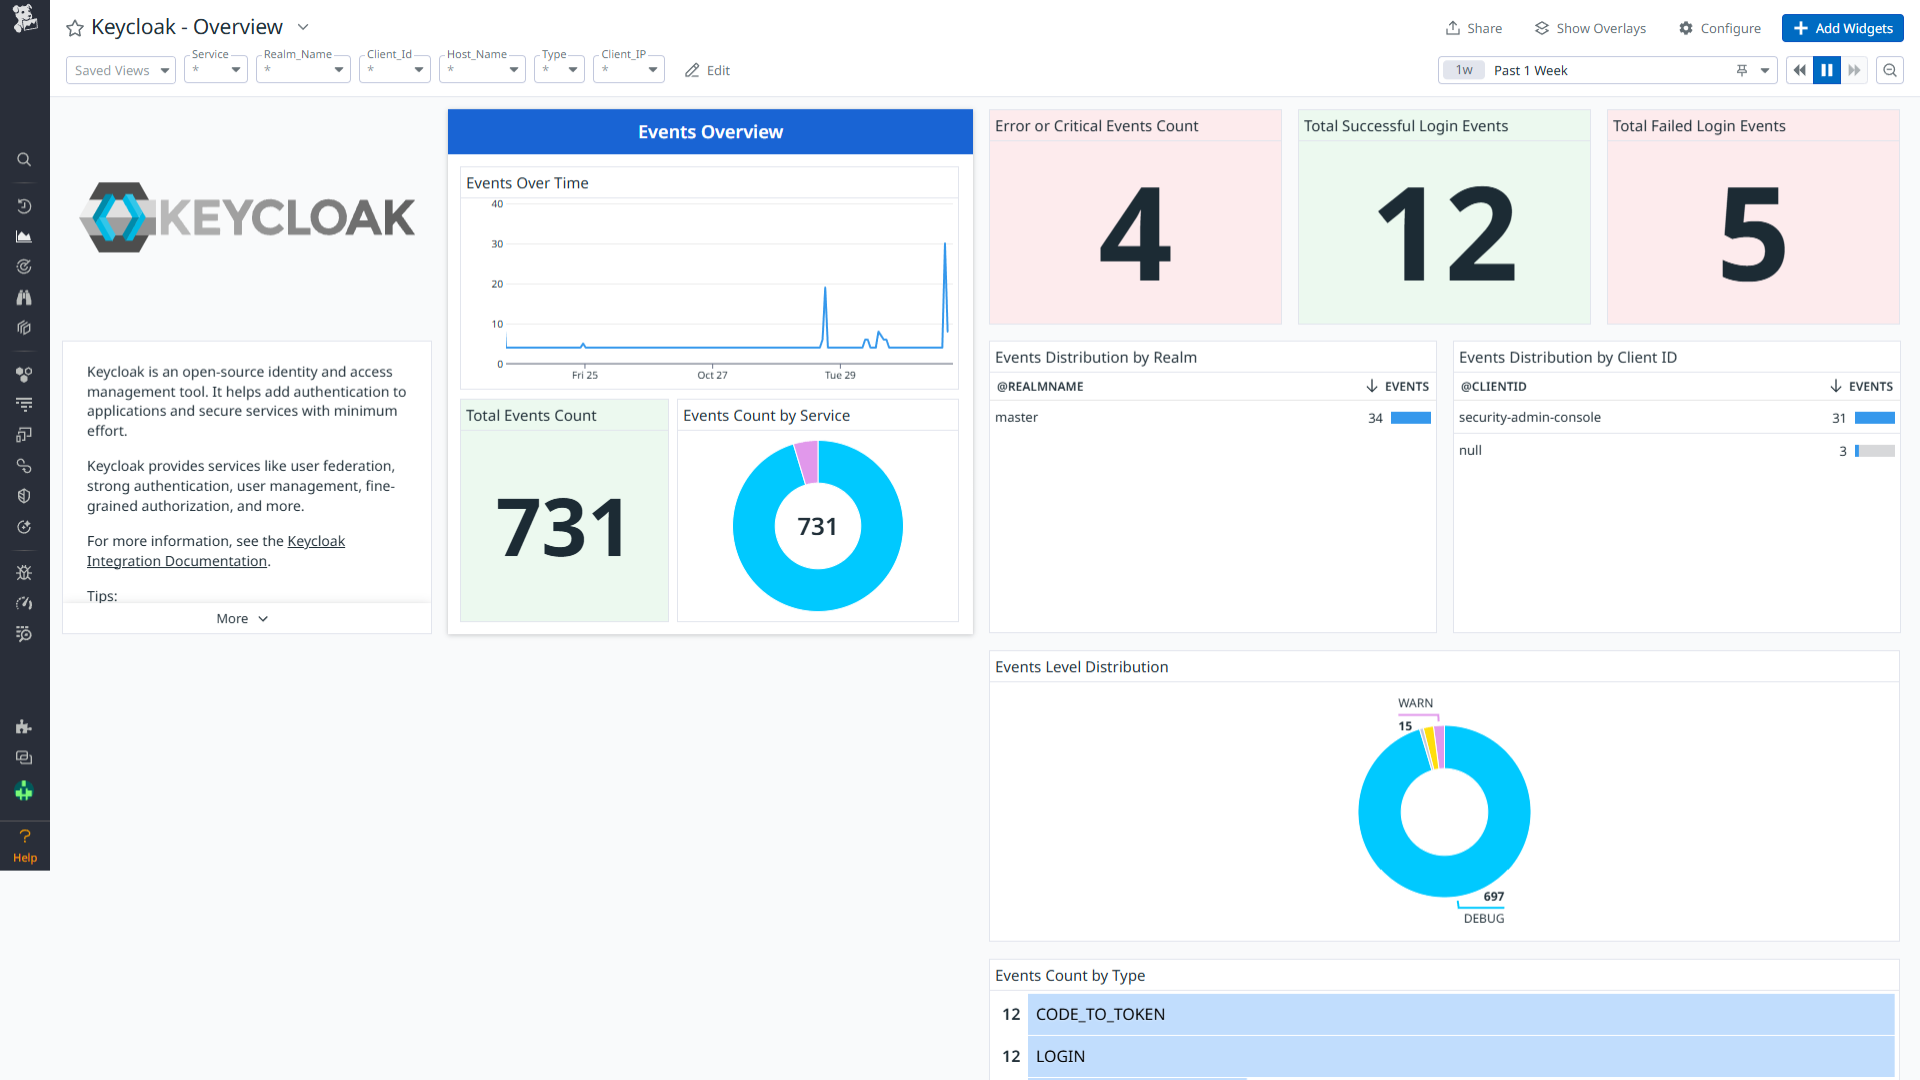 Keycloak - Overview
Share
Show Overlays
Configure
Add Widgets
Saved Views
Service
*
Realm_Name
*
Client_Id
*
Host_Name
*
Type
*
Client_IP
*
Edit
1w
Past 1 Week
KEYCLOAK
Keycloak is an open-source identity and access
management tool. It helps add authentication to
applications and secure services with minimum
effort.
Keycloak provides services like user federation,
strong authentication, user management, fine-
grained authorization, and more.
For more information, see the Keycloak
Integration Documentation.
Tips:
More
Events Overview
Events Over Time
40
30
20
10
0
Fri 25
Oct 27
Tue 29
Total Events Count
731
Events Count by Service
731
Error or Critical Events Count
4
Total Successful Login Events
12
Total Failed Login Events
5
Events Distribution by Realm
@REALMNAME
EVENTS
master
34
Events Distribution by Client ID
@CLIENTID
EVENTS
security-admin-console
31
null
3
Events Level Distribution
WARN
15
697
DEBUG
Events Count by Type
12 CODE_TO_TOKEN
12 LOGIN
?
Help